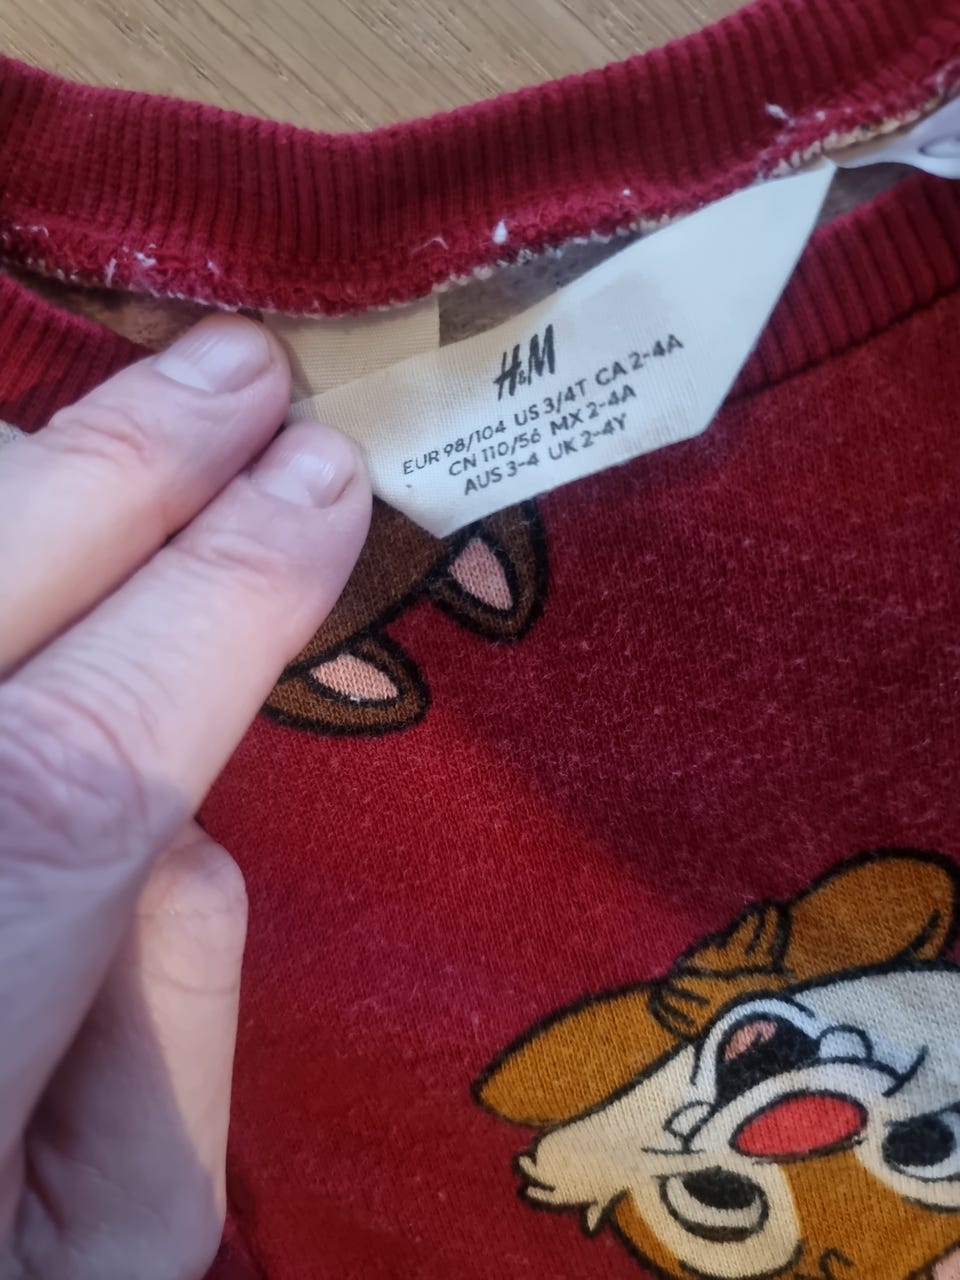 H&M
EUR 98/104 US 3/4T CA 2-4A
CN 110/56 MX 2-4A
AUS 3-4 UK 2-4Y